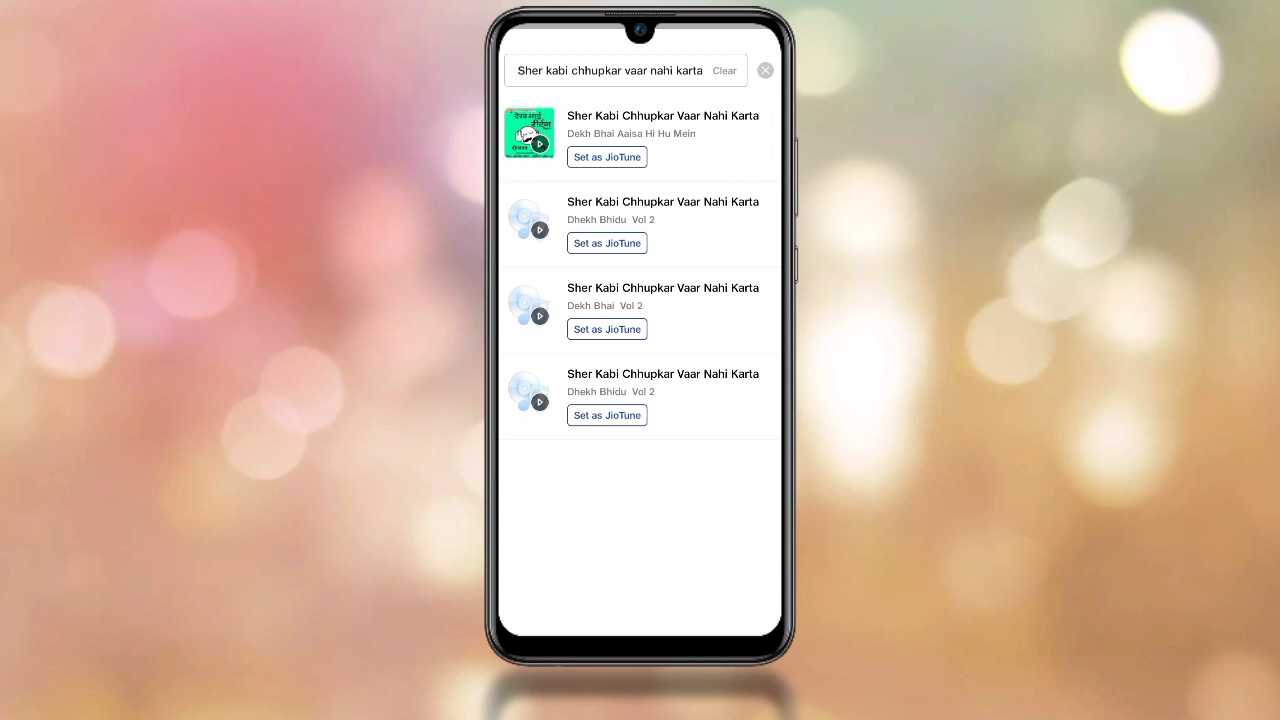 Sher kabi chhupkar vaar nahi karta Clear
देख भाई
Sher Kabi Chhupkar Vaar Nahi Karta
Dekh Bhai Aaisa Hi Hu Mein
Set as JioTune
Sher Kabi Chhupkar Vaar Nahi Karta
Dhekh Bhidu Vol 2
Set as JioTune
Sher Kabi Chhupkar Vaar Nahi Karta
Dekh Bhai Vol 2
Set as JioTune
Sher Kabi Chhupkar Vaar Nahi Karta
Dhekh Bhidu Vol 2
Set as JioTune